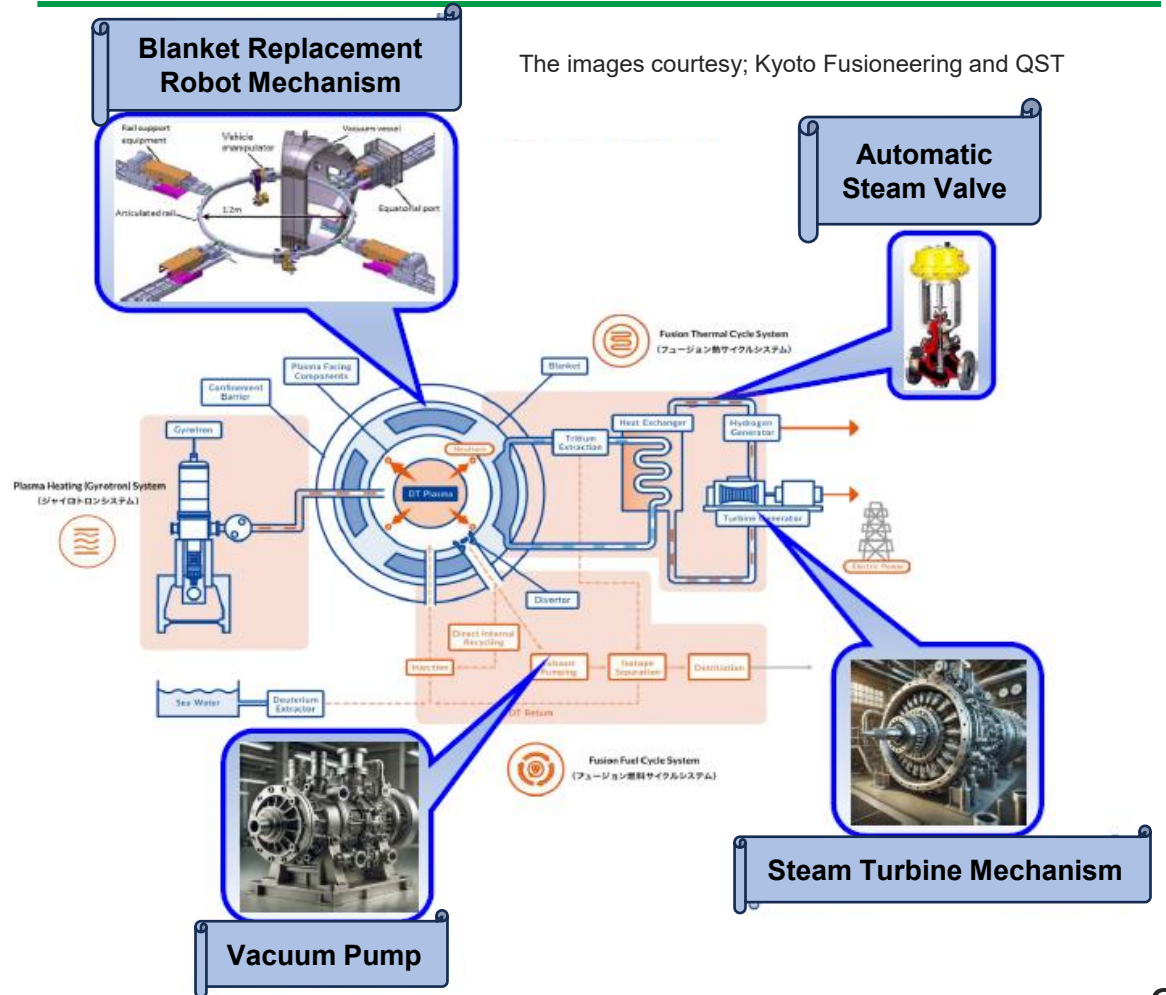 Blanket Replacement
Robot Mechanism
The images courtesy; Kyoto Fusioneering and QST
Automatic
Steam Valve
Rail support
equipment
Vehicle
manipulator
Vacuum vessel
Articulated rail
1.2m
Equatorial port
Fusion Thermal Cycle System
(フュージョン熱サイクルシステム)
Plasma Facing
Components
Blanket
Confinement
Barrier
Gyrotron
Neutrons
Tritium
Extraction
Heat Exchanger
Hydrogen
Generator
Plasma Heating (Gyrotron) System
(ジャイロトロンシステム)
DT Plasma
Turbine Generator
Electric Power
Divertor
Direct Internal
Recycling
Injection
Exhaust
Pumping
Isotope
Separation
Detritiation
Sea Water
Deuterium
Extractor
DT Return
Fusion Fuel Cycle System
(フュージョン燃料サイクルシステム)
Steam Turbine Mechanism
Vacuum Pump